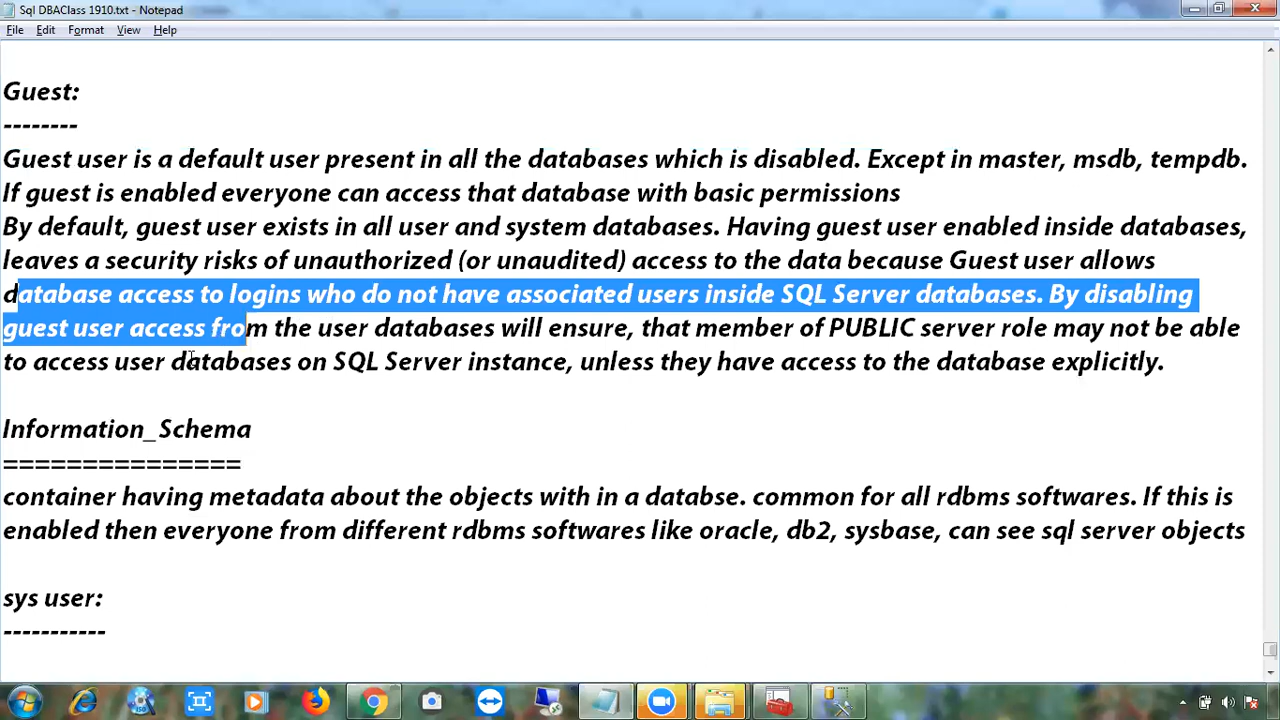 Sql DBAClass 1910.txt - Notepad
File Edit Format View Help
Guest:
--------
Guest user is a default user present in all the databases which is disabled. Except in master, msdb, tempdb.
If guest is enabled everyone can access that database with basic permissions
By default, guest user exists in all user and system databases. Having guest user enabled inside databases,
leaves a security risks of unauthorized (or unaudited) access to the data because Guest user allows
database access to logins who do not have associated users inside SQL Server databases. By disabling
guest user access from the user databases will ensure, that member of PUBLIC server role may not be able
to access user databases on SQL Server instance, unless they have access to the database explicitly.
Information_Schema
===============
container having metadata about the objects with in a databse. common for all rdbms softwares. If this is
enabled then everyone from different rdbms softwares like oracle, db2, sysbase, can see sql server objects
sys user:
-----------